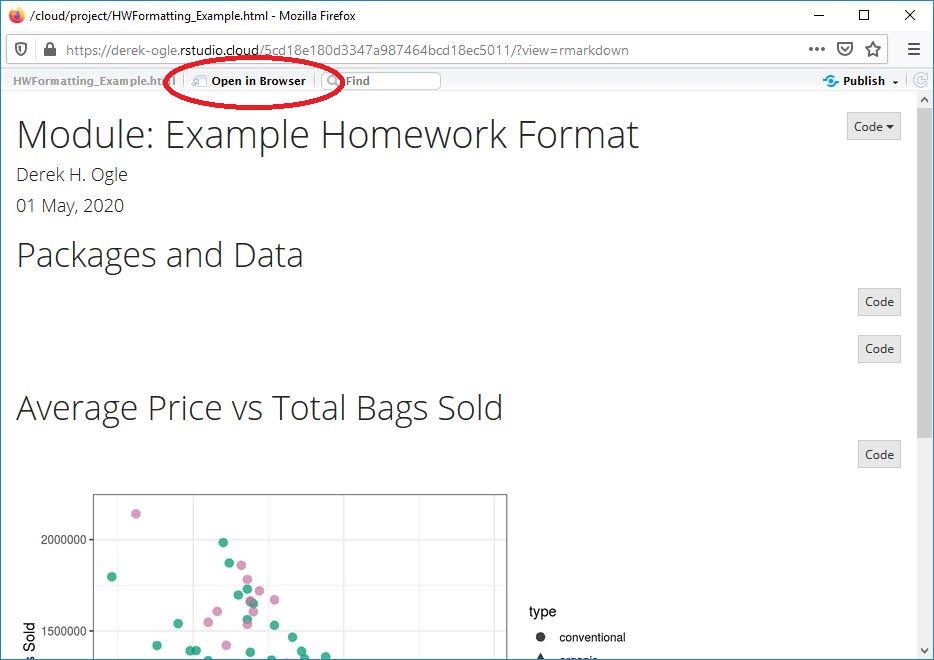 /cloud/project/HWFormatting_Example.html - Mozilla Firefox
https://derek-ogle.rstudio.cloud/5cd18e180d3347a987464bcd18ec5011/?view=rmarkdown
HWFormatting_Example.html Open in Browser Find Publish
Module: Example Homework Format Code
Derek H. Ogle
01 May, 2020
Packages and Data
Code
Code
Average Price vs Total Bags Sold
Code
2000000
type
1500000 conventional
s Sold